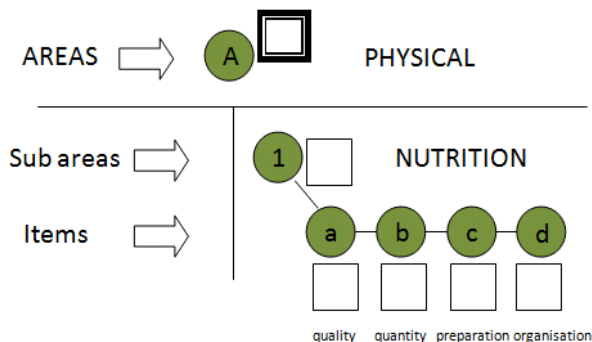 AREAS A PHYSICAL
Sub areas 1 NUTRITION
Items a b c d
quality quantity preparation organisation